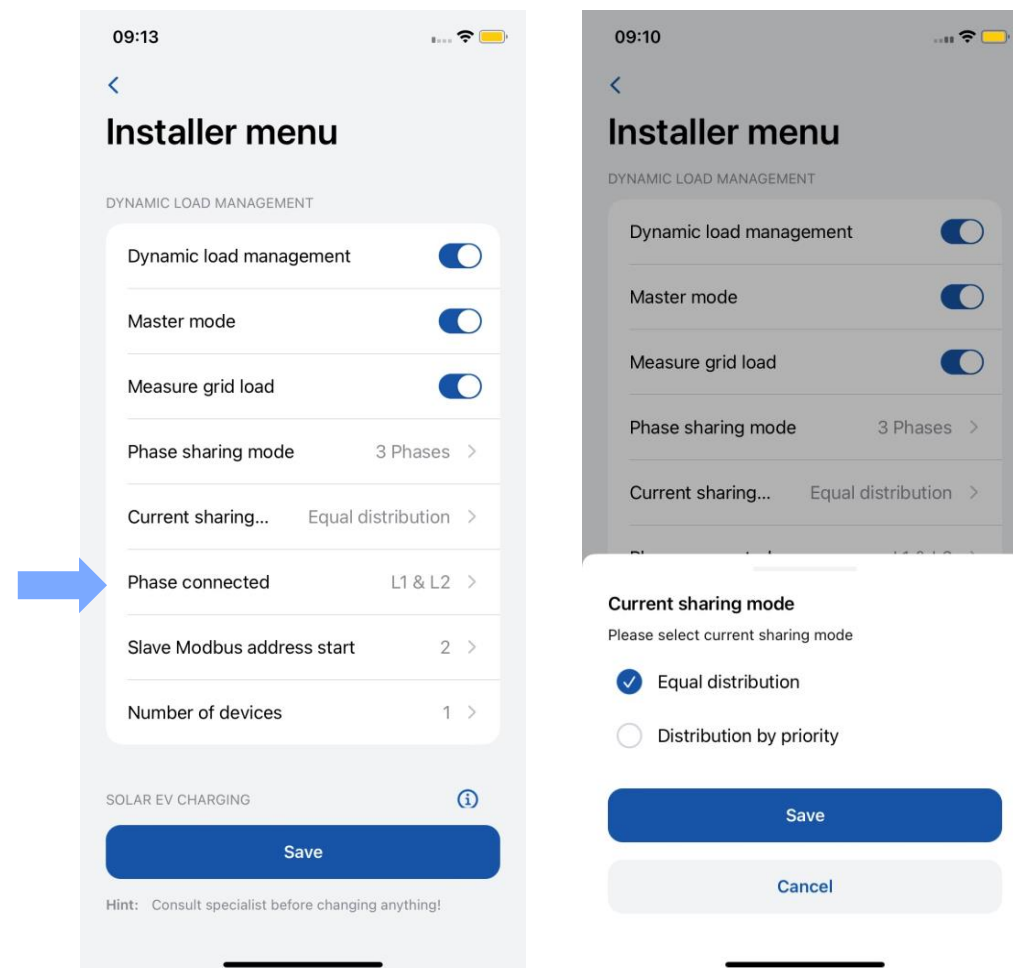 09:13
Installer menu
DYNAMIC LOAD MANAGEMENT
Dynamic load management
Master mode
Measure grid load
Phase sharing mode 3 Phases
Current sharing... Equal distribution
Phase connected L1 & L2
Slave Modbus address start 2
Number of devices 1
SOLAR EV CHARGING
Save
Hint: Consult specialist before changing anything!
09:10
Installer menu
DYNAMIC LOAD MANAGEMENT
Dynamic load management
Master mode
Measure grid load
Phase sharing mode 3 Phases
Current sharing... Equal distribution
Current sharing mode
Please select current sharing mode
Equal distribution
Distribution by priority
Save
Cancel